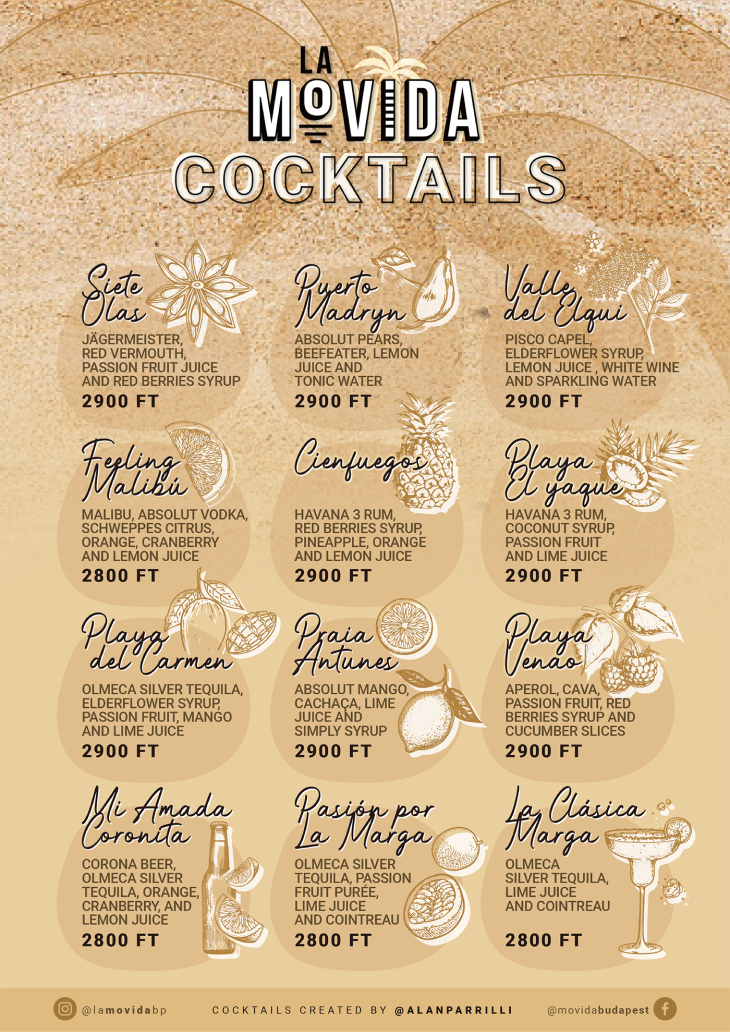 LA
MOVIDA
COCKTAILS
Siete
Olas
JÄGERMEISTER,
RED VERMOUTH,
PASSION FRUIT JUICE
AND RED BERRIES SYRUP
2900 FT
Puerto
Madryn
ABSOLUT PEARS,
BEEFEATER, LEMON
JUICE AND
TONIC WATER
2900 FT
Valle
del Elqui
PISCO CAPEL,
ELDERFLOWER SYRUP,
LEMON JUICE , WHITE WINE
AND SPARKLING WATER
2900 FT
Feeling
Malibú
MALIBU, ABSOLUT VODKA,
SCHWEPPES CITRUS,
ORANGE, CRANBERRY
AND LEMON JUICE
2800 FT
Cienfuegos
HAVANA 3 RUM,
RED BERRIES SYRUP,
PINEAPPLE, ORANGE
AND LEMON JUICE
2900 FT
Playa
El yaque
HAVANA 3 RUM,
COCONUT SYRUP,
PASSION FRUIT
AND LIME JUICE
2900 FT
Playa
del Carmen
OLMECA SILVER TEQUILA,
ELDERFLOWER SYRUP,
PASSION FRUIT, MANGO
AND LIME JUICE
2900 FT
Praia
Antunes
ABSOLUT MANGO,
CACHAÇA, LIME
JUICE AND
SIMPLY SYRUP
2900 FT
Playa
Venao
APEROL, CAVA,
PASSION FRUIT, RED
BERRIES SYRUP AND
CUCUMBER SLICES
2900 FT
Mi Amada
Coronita
CORONA BEER,
OLMECA SILVER
TEQUILA, ORANGE,
CRANBERRY, AND
LEMON JUICE
2800 FT
Pasión por
La Marga
OLMECA SILVER
TEQUILA, PASSION
FRUIT PURÉE,
LIME JUICE
AND COINTREAU
2800 FT
La Clásica
Marga
OLMECA
SILVER TEQUILA,
LIME JUICE
AND COINTREAU
2800 FT
@lamovidabp
COCKTAILS CREATED BY @ALANPARRILLI
@movidabudapest